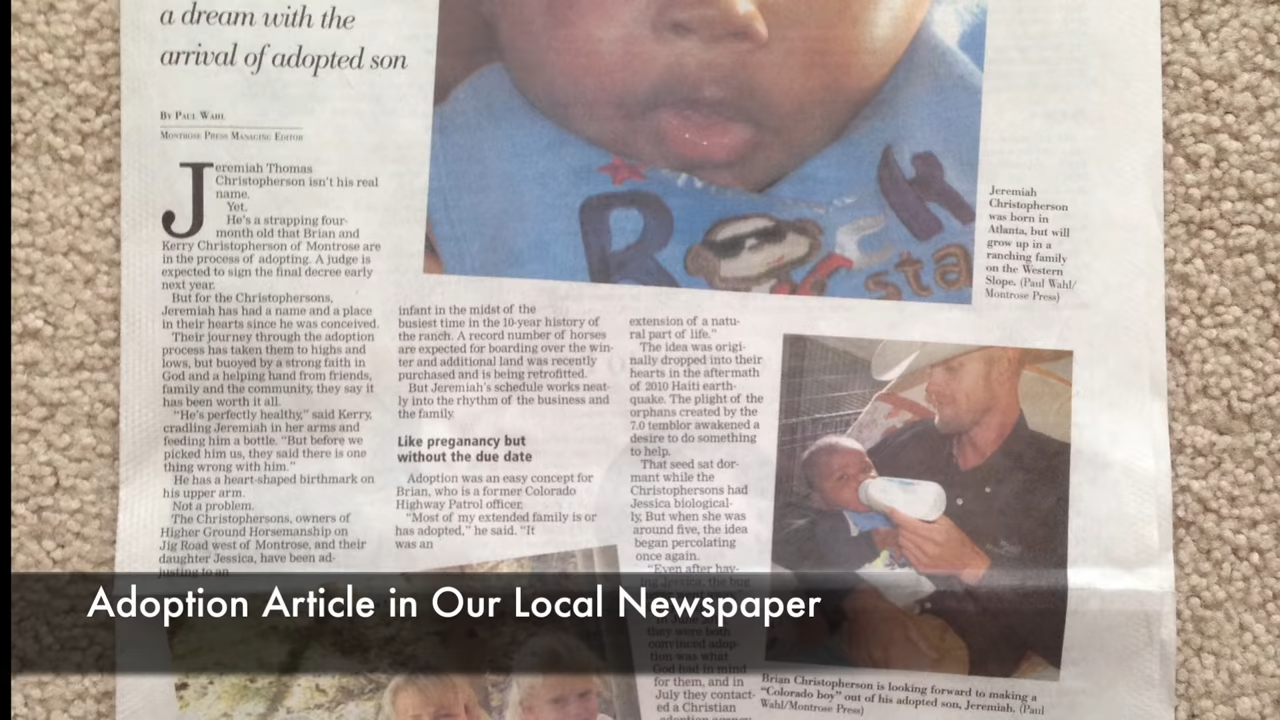 a dream with the
arrival of adopted son
BY PAUL WAHL
MONTROSE PRESS MANAGING EDITOR
Jeremiah Thomas
Christopherson isn't his real
name.
Yet.
He's a strapping four-
month old that Brian and
Kerry Christopherson of Montrose are
in the process of adopting. A judge is
expected to sign the final decree early
next year.
But for the Christophersons,
Jeremiah has had a name and a place
in their hearts since he was conceived.
Their journey through the adoption
process has taken them to highs and
lows, but buoyed by a strong faith in
God and a helping hand from friends,
family and the community, they say it
has been worth it all.
"He's perfectly healthy," said Kerry,
cradling Jeremiah in her arms and
feeding him a bottle. "But before we
picked him us, they said there is one
thing wrong with him."
He has a heart-shaped birthmark on
his upper arm.
Not a problem.
The Christophersons, owners of
Higher Ground Horsemanship on
Jig Road west of Montrose, and their
daughter Jessica, have been ad-
justing to an
infant in the midst of the
busiest time in the 10-year history of
the ranch. A record number of horses
are expected for boarding over the win-
ter and additional land was recently
purchased and is being retrofitted.
But Jeremiah's schedule works neat-
ly into the rhythm of the business and
the family.
Like preganancy but
without the due date
Adoption was an easy concept for
Brian, who is a former Colorado
Highway Patrol officer.
"Most of my extended family is or
has adopted," he said. "It
was an
extension of a natu-
ral part of life."
The idea was origi-
nally dropped into their
hearts in the aftermath
of 2010 Haiti earth-
quake. The plight of the
orphans created by the
7.0 temblor awakened a
desire to do something
to help.
That seed sat dor-
mant while the
Christophersons had
Jessica biological-
ly. But when she was
around five, the idea
began percolating
once again.
"Even after hav-
ing Jessica, the bug
they were both
convinced adop-
tion was what
God had in mind
for them, and in
July they contact-
ed a Christian
adoption agency
Rock
star
Jeremiah
Christopherson
was born in
Atlanta, but will
grow up in a
ranching family
on the Western
Slope. (Paul Wahl/
Montrose Press)
Brian Christopherson is looking forward to making a
"Colorado boy" out of his adopted son, Jeremiah. (Paul
Wahl/Montrose Press)
Adoption Article in Our Local Newspaper